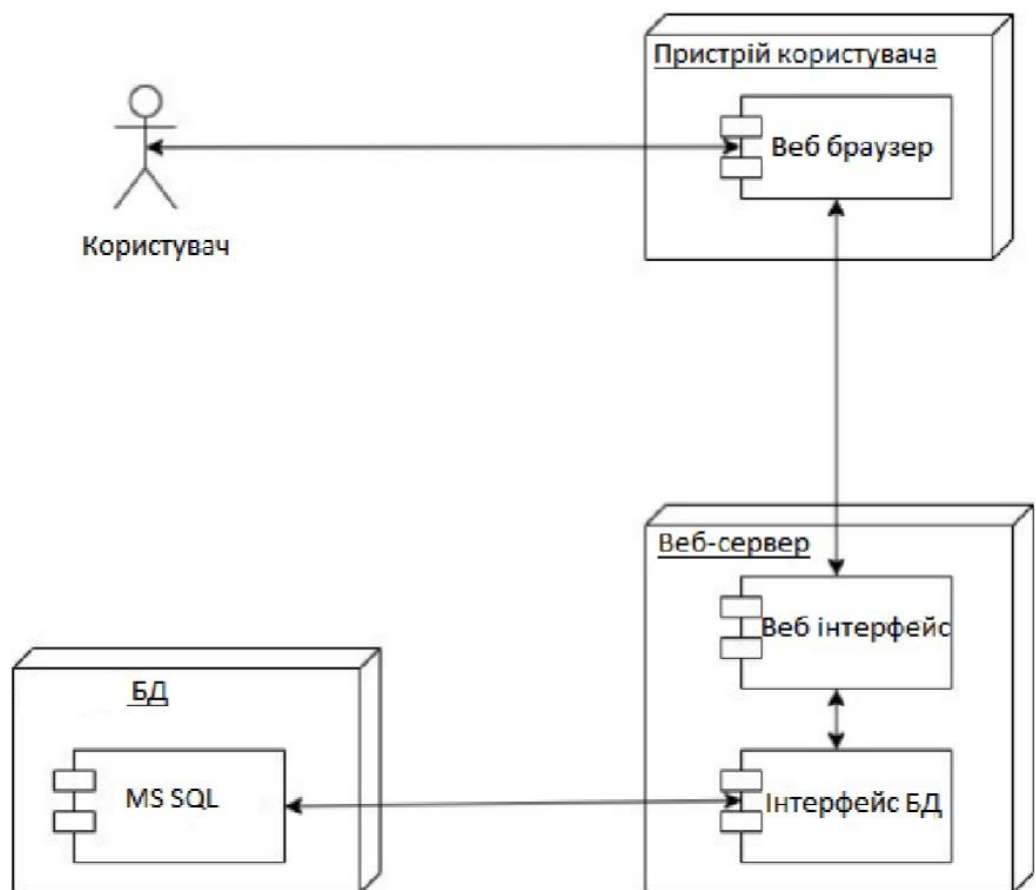 Пристрій користувача
Веб браузер
Користувач
Веб-сервер
Веб інтерфейс
БД
MS SQL
Інтерфейс БД